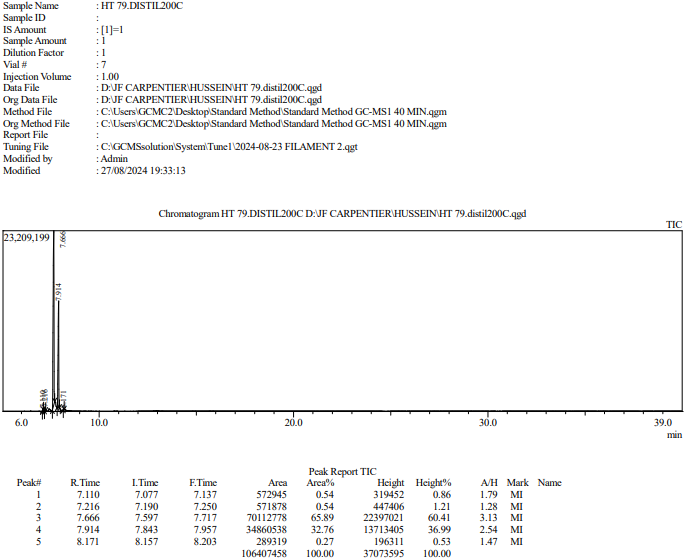 Sample Name : HT 79.DISTIL200C
Sample ID :
IS Amount : [1]=1
Sample Amount : 1
Dilution Factor : 1
Vial # : 7
Injection Volume : 1.00
Data File : D:\JF CARPENTIER\HUSSEIN\HT 79.distil200C.qgd
Org Data File : D:\JF CARPENTIER\HUSSEIN\HT 79.distil200C.qgd
Method File : C:\Users\GCMC2\Desktop\Standard Method\Standard Method GC-MS1 40 MIN.qgm
Org Method File : C:\Users\GCMC2\Desktop\Standard Method\Standard Method GC-MS1 40 MIN.qgm
Report File :
Tuning File : C:\GCMSsolution\System\Tune1\2024-08-23 FILAMENT 2.qgt
Modified by : Admin
Modified : 27/08/2024 19:33:13
Chromatogram HT 79.DISTIL200C D:\JF CARPENTIER\HUSSEIN\HT 79.distil200C.qgd
TIC
23,209,199
7.666
7.914
6.0 10.0 20.0 30.0 39.0
min
Peak Report TIC
Peak# R.Time I.Time F.Time Area Area% Height Height% A/H Mark Name
1 7.110 7.077 7.137 572945 0.54 319452 0.86 1.79 MI
2 7.216 7.190 7.250 571878 0.54 447406 1.21 1.28 MI
3 7.666 7.597 7.717 70112778 65.89 22397021 60.41 3.13 MI
4 7.914 7.843 7.957 34860538 32.76 13713405 36.99 2.54 MI
5 8.171 8.157 8.203 289319 0.27 196311 0.53 1.47 MI
106407458 100.00 37073595 100.00